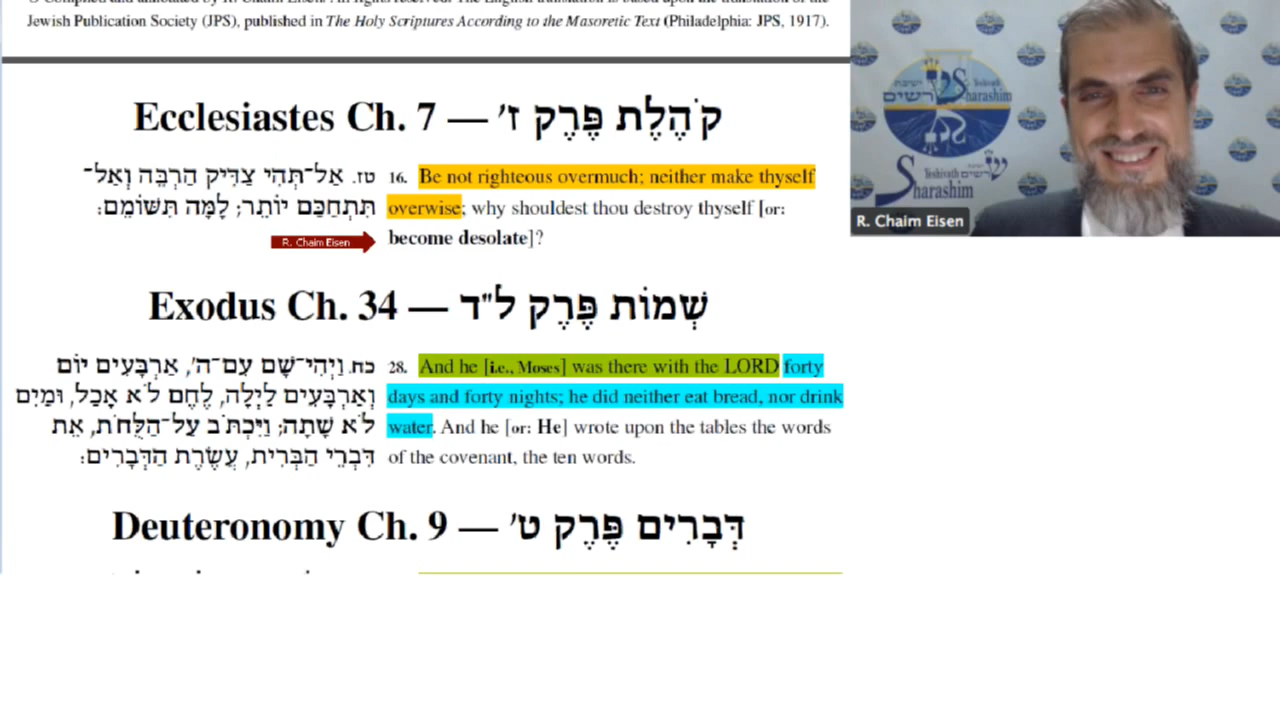 Jewish Publication Society (JPS), published in The Holy Scriptures According to the Masoretic Text (Philadelphia: JPS, 1917).
Ecclesiastes Ch. 7 — קֹהֶלֶת פֶּרֶק ז׳
טז. אַל־תְּהִי צַדִּיק הַרְבֵּה וְאַל־
תִּתְחַכַּם יוֹתֵר; לָמָּה תִּשּׁוֹמֵם:
16. Be not righteous overmuch; neither make thyself
overwise; why shouldest thou destroy thyself [or:
become desolate]?
R. Chaim Eisen
Exodus Ch. 34 — שְׁמוֹת פֶּרֶק ל״ד
כח. וַיְהִי־שָׁם עִם־ה׳, אַרְבָּעִים יוֹם
וְאַרְבָּעִים לַיְלָה, לֶחֶם לֹא אָכַל, וּמַיִם
לֹא שָׁתָה; וַיִּכְתֹּב עַל־הַלֻּחֹת, אֵת
דִּבְרֵי הַבְּרִית, עֲשֶׂרֶת הַדְּבָרִים:
28. And he [i.e., Moses] was there with the LORD forty
days and forty nights; he did neither eat bread, nor drink
water. And he [or: He] wrote upon the tables the words
of the covenant, the ten words.
Deuteronomy Ch. 9 — דְּבָרִים פֶּרֶק ט׳
ישיבת
שרשים
Yeshivath
Sharashim
R. Chaim Eisen